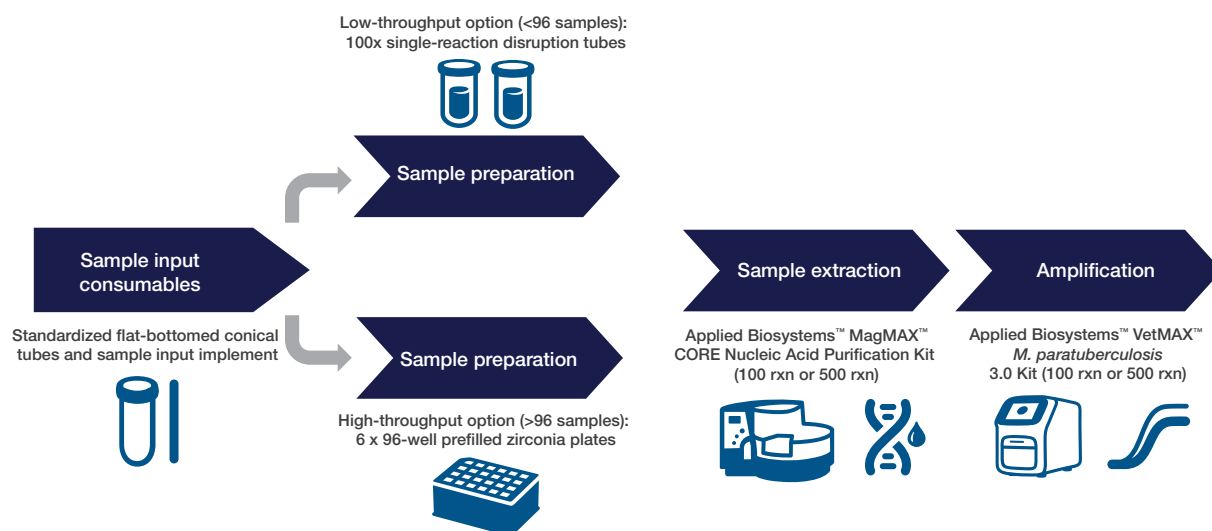 Low-throughput option (<96 samples):
100x single-reaction disruption tubes
Sample preparation
Sample input
consumables
Standardized flat-bottomed conical
tubes and sample input implement
Sample preparation
High-throughput option (>96 samples):
6 x 96-well prefilled zirconia plates
Sample extraction
Applied Biosystems™ MagMAX™
CORE Nucleic Acid Purification Kit
(100 rxn or 500 rxn)
Amplification
Applied Biosystems™ VetMAX™
M. paratuberculosis
3.0 Kit (100 rxn or 500 rxn)